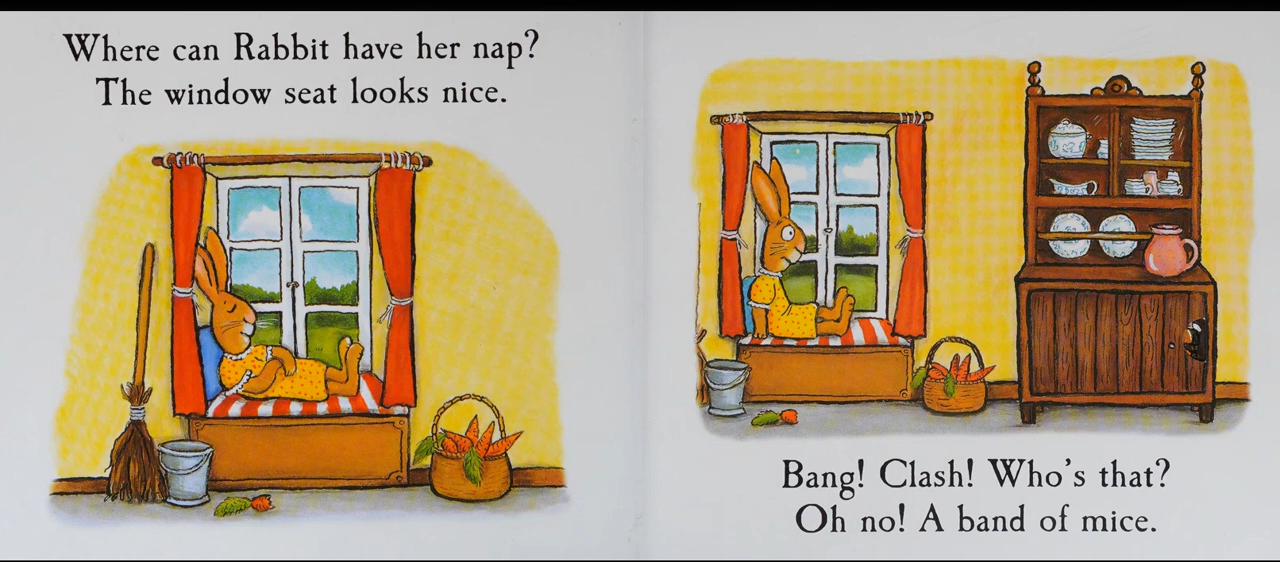 Where can Rabbit have her nap?
The window seat looks nice.
Bang! Clash! Who's that?
Oh no! A band of mice.